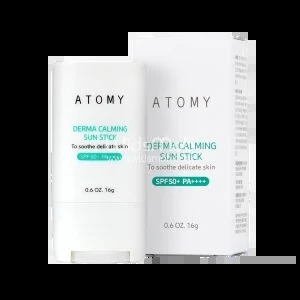 ATOMY
DERMA CALMING
SUN STICK
To soothe delicate skin
SPF50+ PA++++
0.6 OZ. 16g
ATOMY
DERMA CALMING
SUN STICK
To soothe delicate skin
SPF50+ PA++++
0.6 OZ. 16g